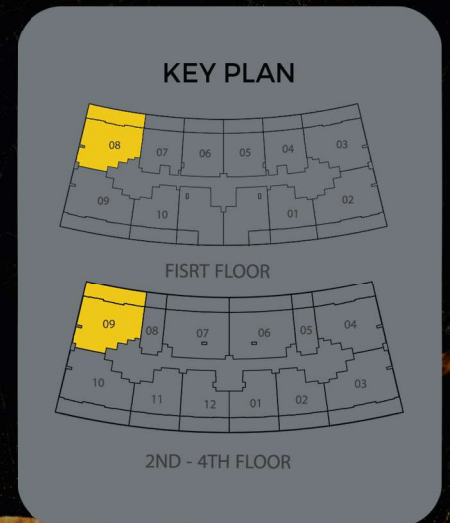 KEY PLAN
08 07 06 05 04 03
09 10 01 02
FISRT FLOOR
09 08 07 06 05 04
10 11 12 01 02 03
2ND - 4TH FLOOR